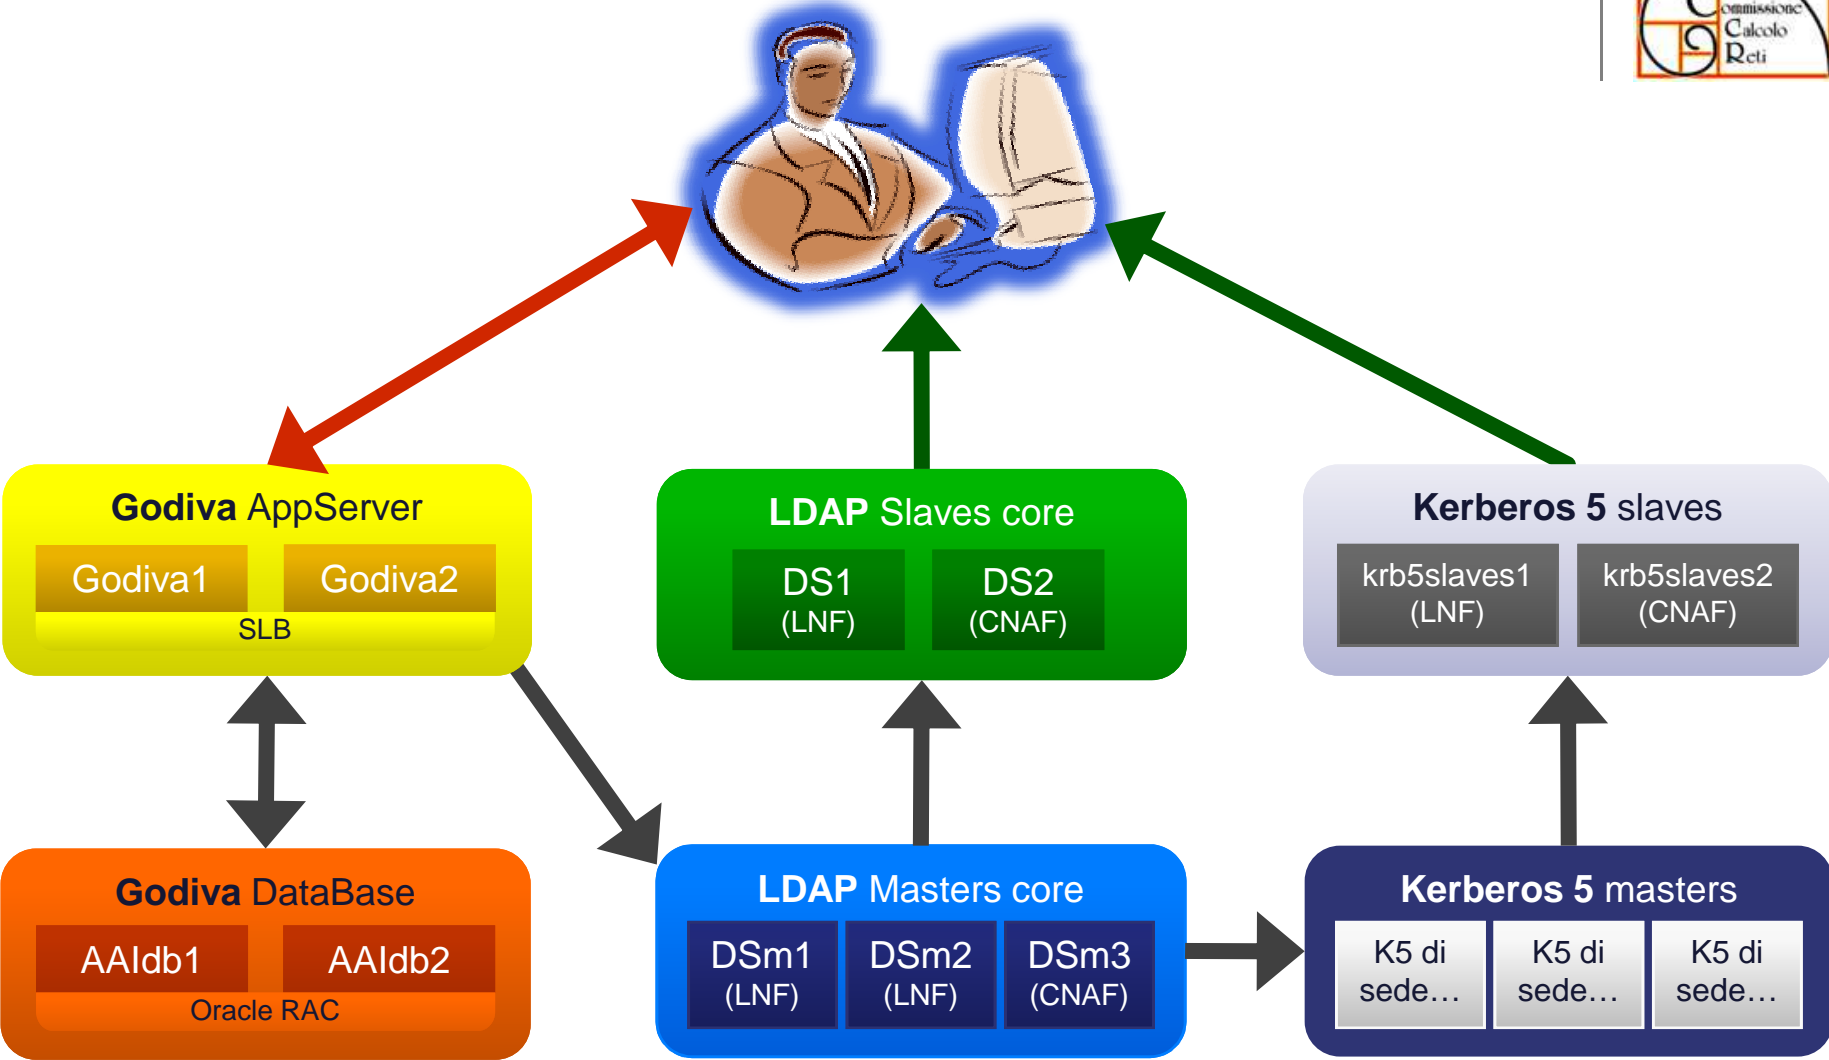 Commissione
Calcolo
Reti
Godiva AppServer
Godiva1
Godiva2
SLB
LDAP Slaves core
DS1
(LNF)
DS2
(CNAF)
Kerberos 5 slaves
krb5slaves1
(LNF)
krb5slaves2
(CNAF)
Godiva DataBase
AAIdb1
AAIdb2
Oracle RAC
LDAP Masters core
DSm1
(LNF)
DSm2
(LNF)
DSm3
(CNAF)
Kerberos 5 masters
K5 di
sede…
K5 di
sede…
K5 di
sede…